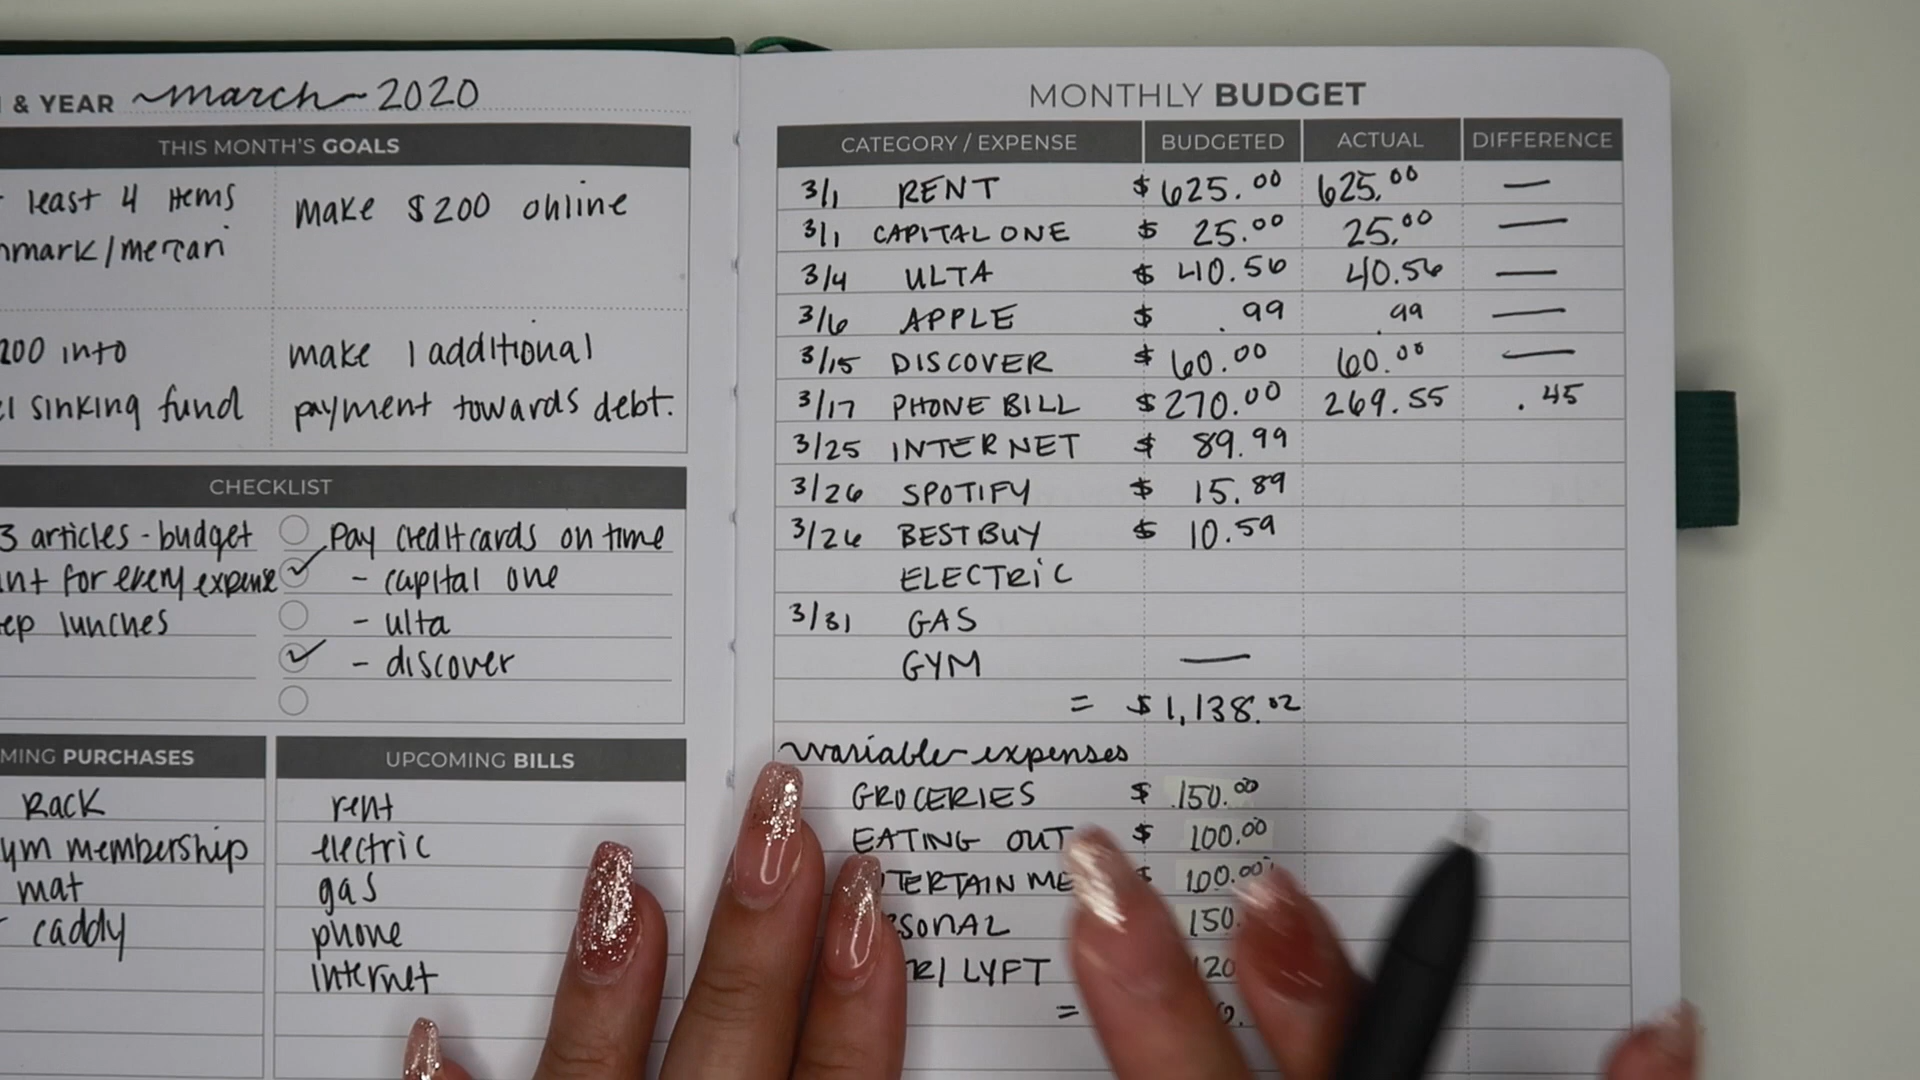 & YEAR march 2020
THIS MONTH'S GOALS
least 4 items
mark/mercari
make $200 online
200 into
sinking fund
make 1 additional
payment towards debt.
CHECKLIST
3 articles - budget
for every expense
lunches
Pay credit cards on time
- capital one
- ulta
- discover
PURCHASES
Rack
membership
mat
caddy
UPCOMING BILLS
rent
electric
gas
phone
internet
MONTHLY BUDGET
CATEGORY / EXPENSE BUDGETED ACTUAL DIFFERENCE
3/1 RENT $625.00 625.00 —
3/1 CAPITAL ONE $ 25.00 25.00 —
3/4 ULTA $ 40.56 40.56 —
3/6 APPLE $ .99 .99 —
3/15 DISCOVER $ 60.00 60.00 —
3/17 PHONE BILL $270.00 269.55 .45
3/25 INTERNET $ 89.99
3/26 SPOTIFY $ 15.89
3/26 BEST BUY $ 10.59
ELECTRIC
3/31 GAS
GYM —
= $1,138.02
variable expenses
GROCERIES $ 150.00
EATING OUT $ 100.00
100.00
150.
LYFT 120
=